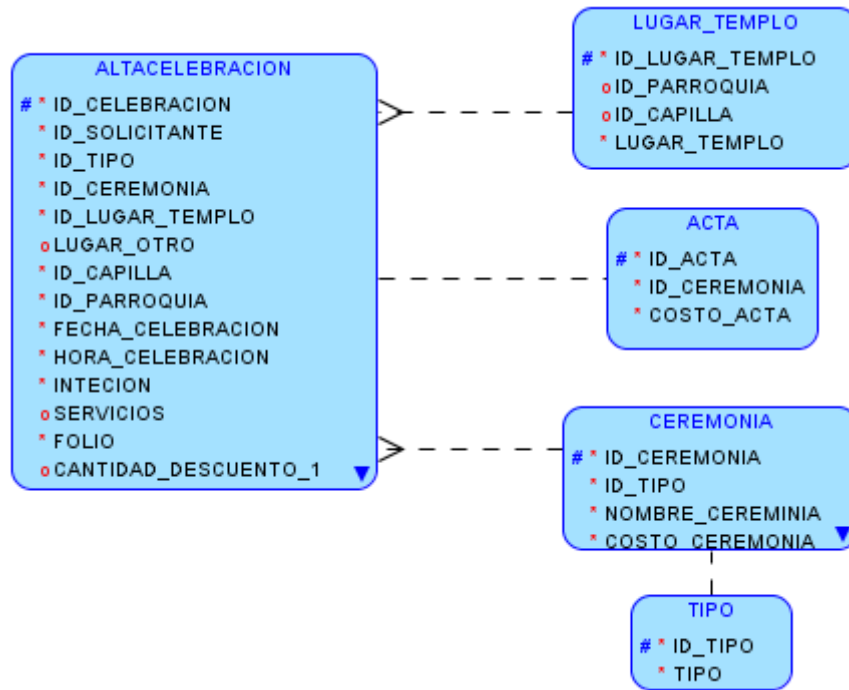 ALTACELEBRACION
# * ID_CELEBRACION
* ID_SOLICITANTE
* ID_TIPO
* ID_CEREMONIA
* ID_LUGAR_TEMPLO
o LUGAR_OTRO
* ID_CAPILLA
* ID_PARROQUIA
* FECHA_CELEBRACION
* HORA_CELEBRACION
* INTECION
o SERVICIOS
* FOLIO
o CANTIDAD_DESCUENTO_1
LUGAR_TEMPLO
# * ID_LUGAR_TEMPLO
o ID_PARROQUIA
o ID_CAPILLA
* LUGAR_TEMPLO
ACTA
# * ID_ACTA
* ID_CEREMONIA
* COSTO_ACTA
CEREMONIA
# * ID_CEREMONIA
* ID_TIPO
* NOMBRE_CEREMINIA
* COSTO_CEREMONIA
TIPO
# * ID_TIPO
* TIPO